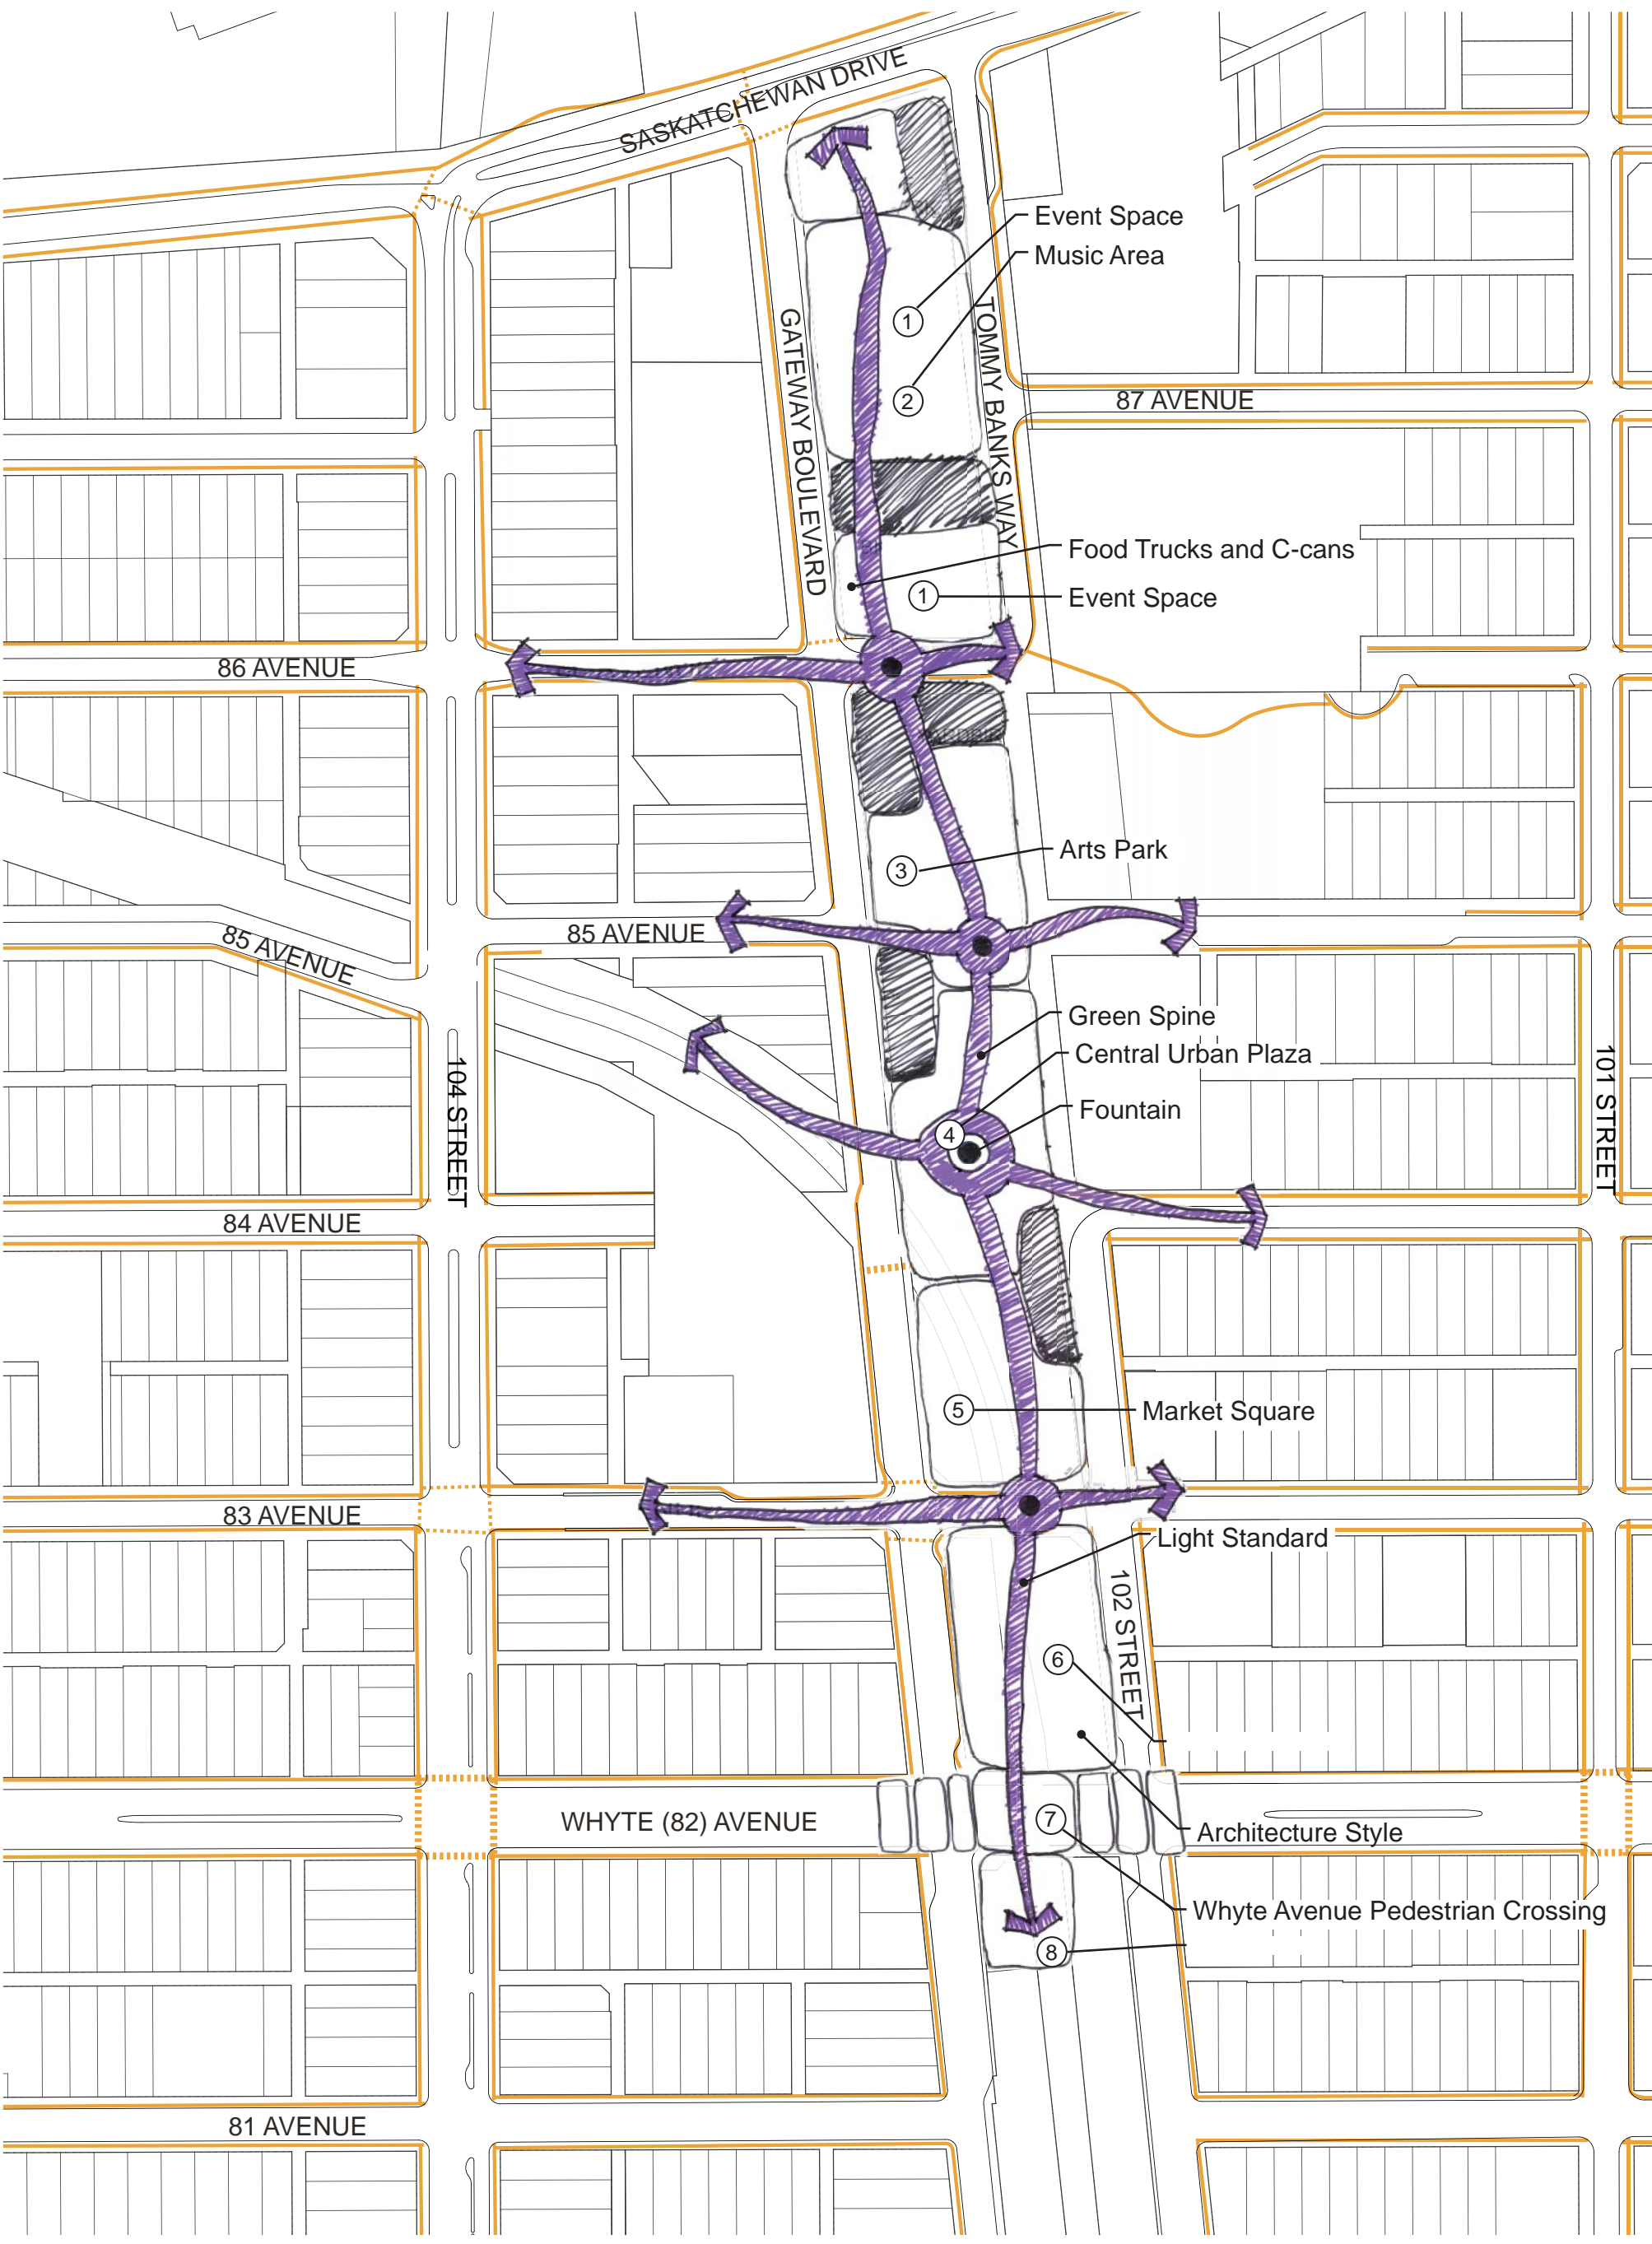 SASKATCHEWAN DRIVE
Event Space
Music Area
1
TOMMY BANKS WAY
GATEWAY BOULEVARD
2
87 AVENUE
Food Trucks and C-cans
1
Event Space
86 AVENUE
Arts Park
3
85 AVENUE
85 AVENUE
Green Spine
Central Urban Plaza
104 STREET
101 STREET
Fountain
4
84 AVENUE
5
Market Square
83 AVENUE
Light Standard
102 STREET
6
WHYTE (82) AVENUE
7
Architecture Style
Whyte Avenue Pedestrian Crossing
8
81 AVENUE